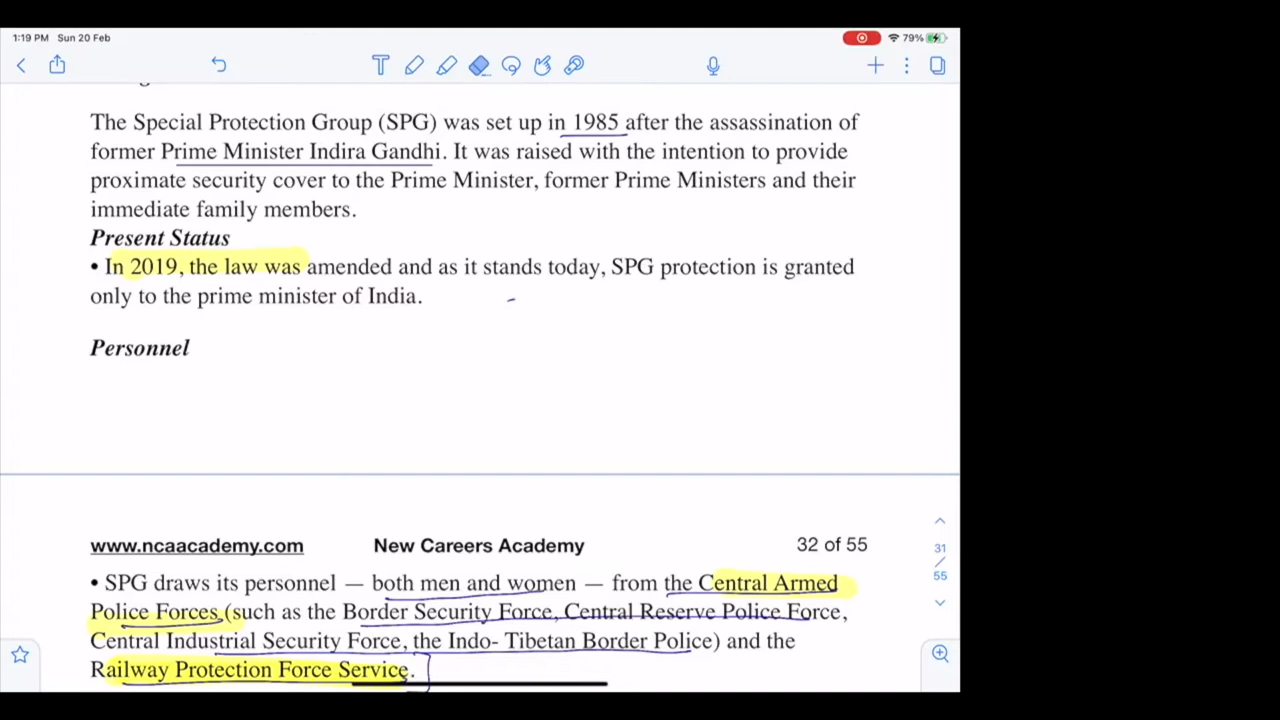 1:19 PM Sun 20 Feb
79%
The Special Protection Group (SPG) was set up in 1985 after the assassination of
former Prime Minister Indira Gandhi. It was raised with the intention to provide
proximate security cover to the Prime Minister, former Prime Ministers and their
immediate family members.
Present Status
• In 2019, the law was amended and as it stands today, SPG protection is granted
only to the prime minister of India.
Personnel
www.ncaacademy.com New Careers Academy 32 of 55
31
/
55
• SPG draws its personnel — both men and women — from the Central Armed
Police Forces (such as the Border Security Force, Central Reserve Police Force,
Central Industrial Security Force, the Indo- Tibetan Border Police) and the
Railway Protection Force Service.